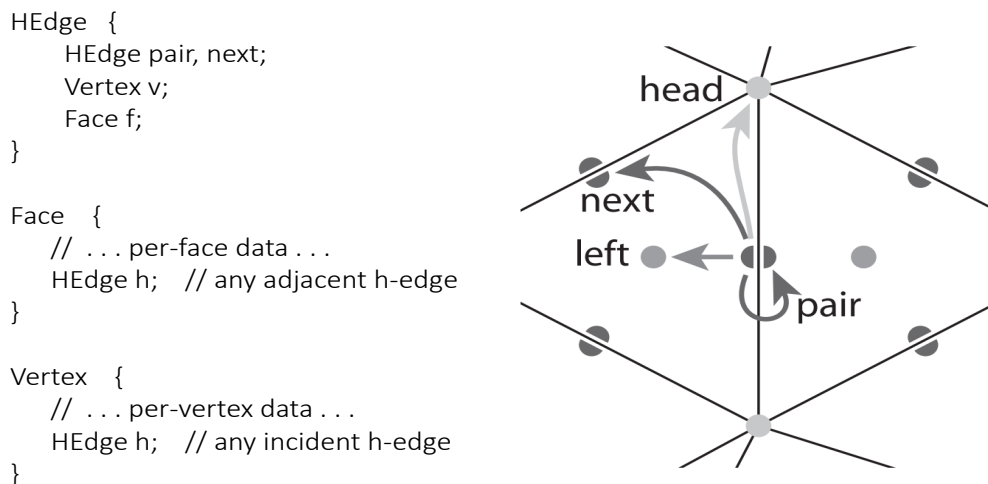 HEdge {
HEdge pair, next;
Vertex v;
Face f;
}
Face {
// . . . per-face data . . .
HEdge h; // any adjacent h-edge
}
Vertex {
// . . . per-vertex data . . .
HEdge h; // any incident h-edge
}
head
next
left
pair